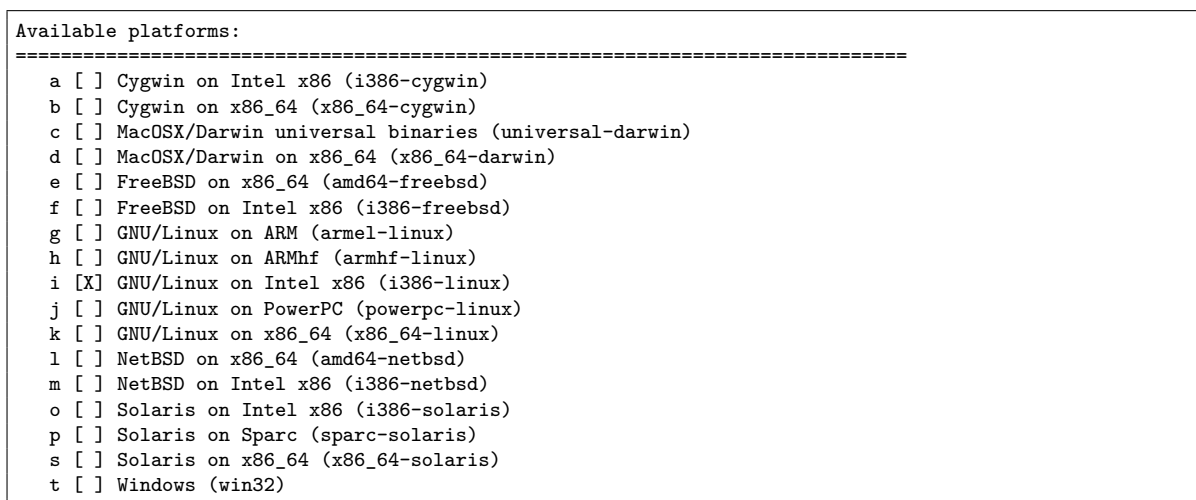 Available platforms:
===============================================================================
   a [ ] Cygwin on Intel x86 (i386-cygwin)
   b [ ] Cygwin on x86_64 (x86_64-cygwin)
   c [ ] MacOSX/Darwin universal binaries (universal-darwin)
   d [ ] MacOSX/Darwin on x86_64 (x86_64-darwin)
   e [ ] FreeBSD on x86_64 (amd64-freebsd)
   f [ ] FreeBSD on Intel x86 (i386-freebsd)
   g [ ] GNU/Linux on ARM (armel-linux)
   h [ ] GNU/Linux on ARMhf (armhf-linux)
   i [X] GNU/Linux on Intel x86 (i386-linux)
   j [ ] GNU/Linux on PowerPC (powerpc-linux)
   k [ ] GNU/Linux on x86_64 (x86_64-linux)
   l [ ] NetBSD on x86_64 (amd64-netbsd)
   m [ ] NetBSD on Intel x86 (i386-netbsd)
   o [ ] Solaris on Intel x86 (i386-solaris)
   p [ ] Solaris on Sparc (sparc-solaris)
   s [ ] Solaris on x86_64 (x86_64-solaris)
   t [ ] Windows (win32)